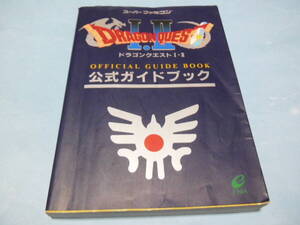 スーパーファミコン
DRAGON QUEST
I・II
ドラゴンクエストI・II
OFFICIAL GUIDE BOOK
公式ガイドブック